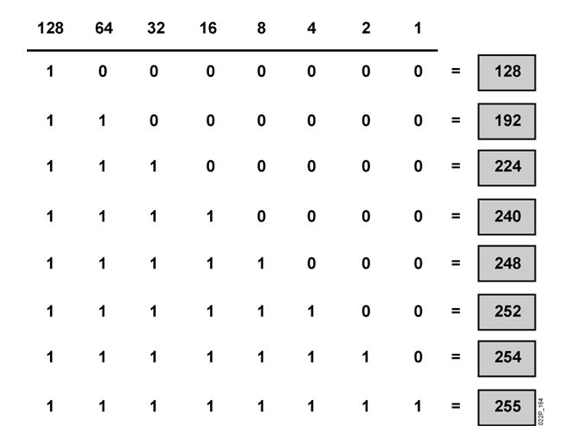 128 64 32 16 8 4 2 1
1 0 0 0 0 0 0 0 = 128
1 1 0 0 0 0 0 0 = 192
1 1 1 0 0 0 0 0 = 224
1 1 1 1 0 0 0 0 = 240
1 1 1 1 1 0 0 0 = 248
1 1 1 1 1 1 0 0 = 252
1 1 1 1 1 1 1 0 = 254
1 1 1 1 1 1 1 1 = 255
022P_164